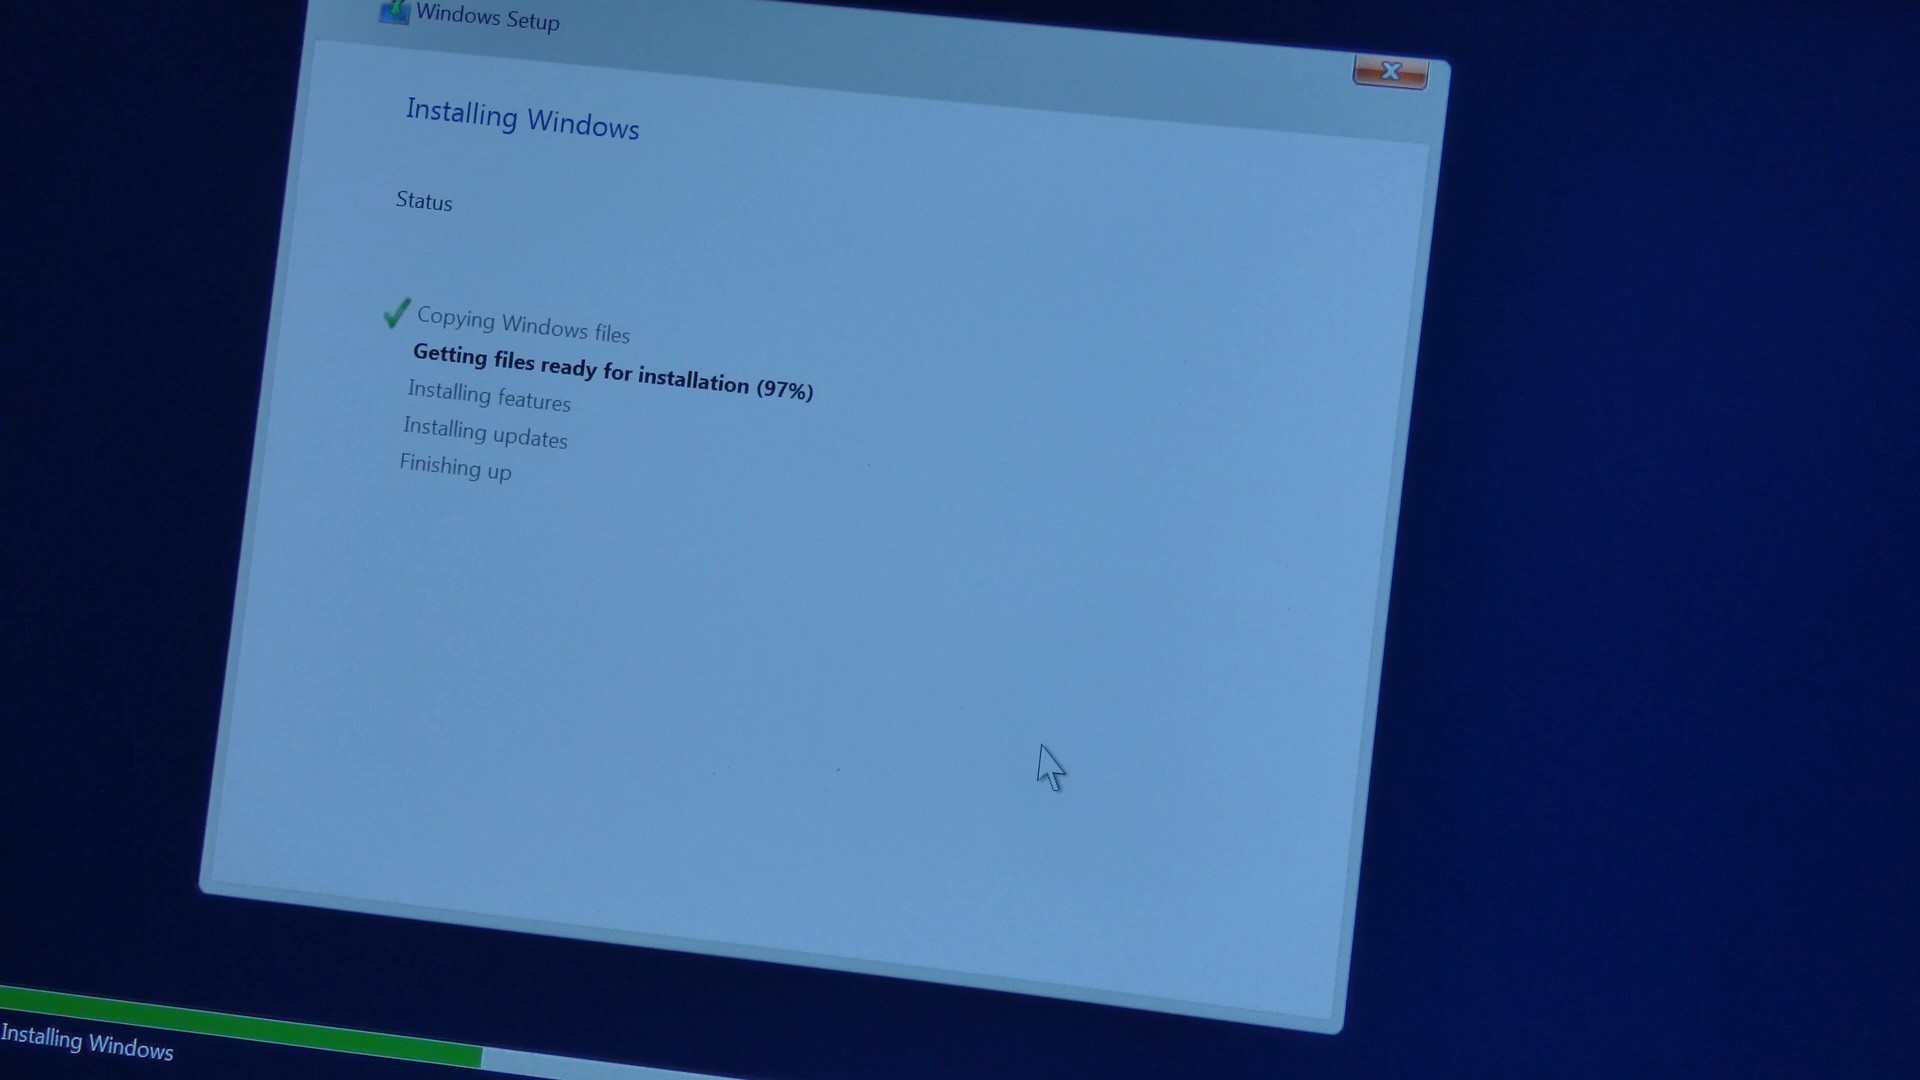 Windows Setup
Installing Windows
Status
Copying Windows files
Getting files ready for installation (97%)
Installing features
Installing updates
Finishing up
Installing Windows